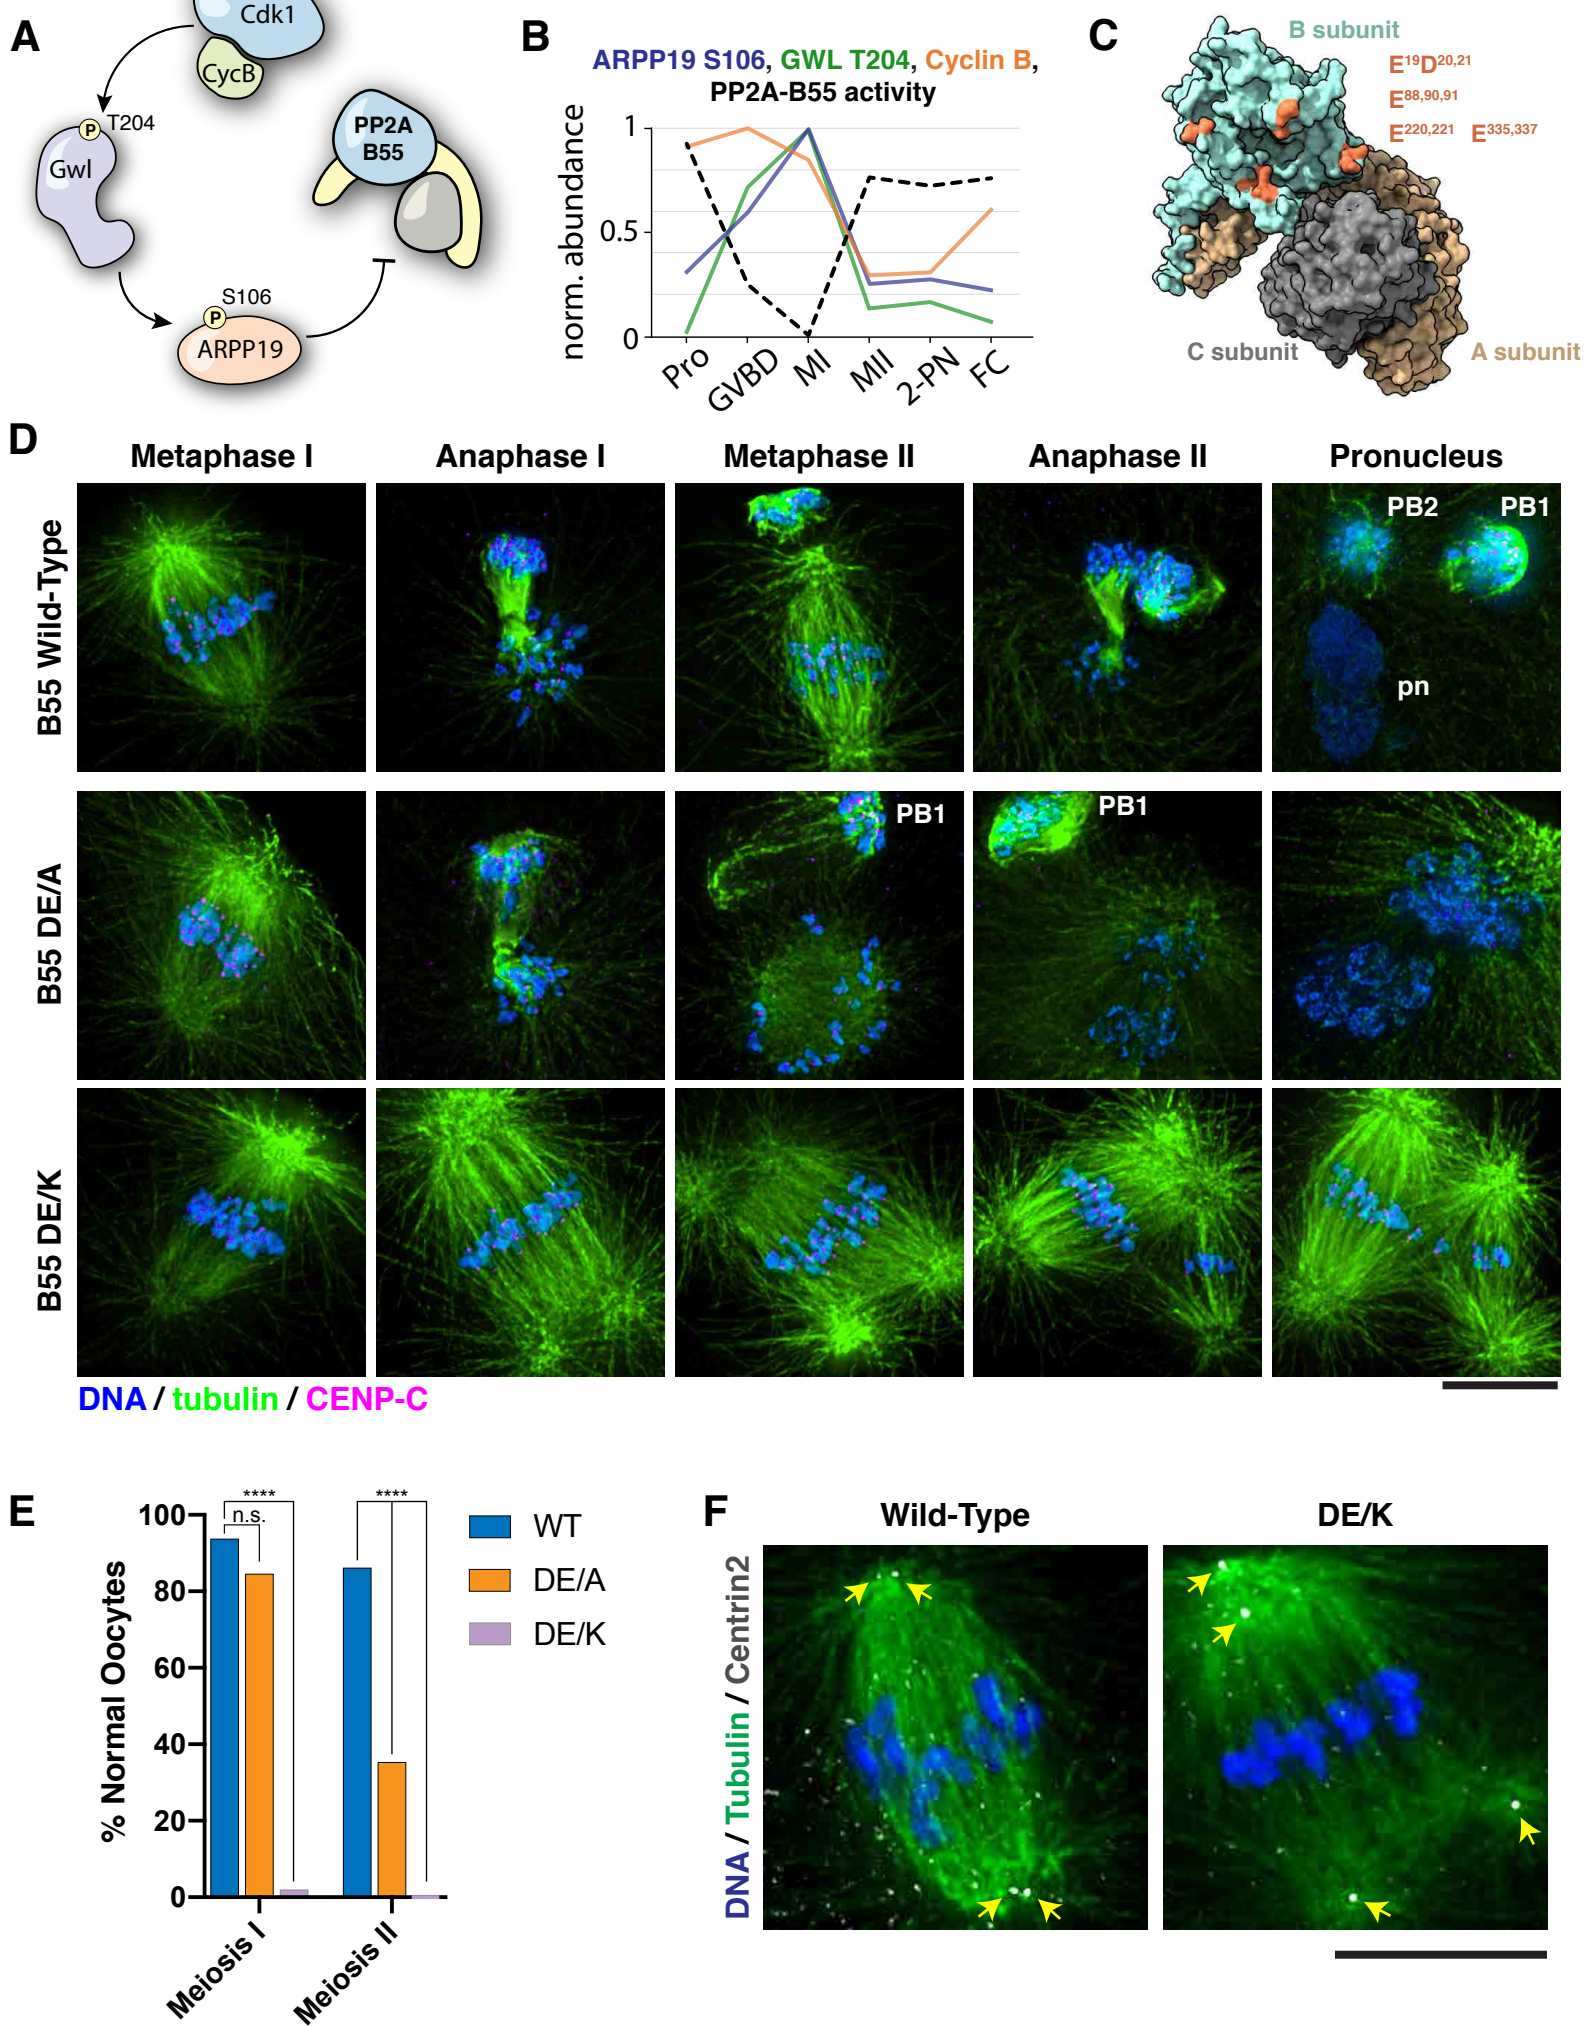 A
Cdk1
CycB
P
T204
Gwl
PP2A
B55
S106
P
ARPP19
B
ARPP19 S106, GWL T204, Cyclin B,
PP2A-B55 activity
norm. abundance
1
0.5
0
Pro
GVBD
MI
MII
2-PN
FC
C
B subunit
E19D20,21
E88,90,91
E220,221 E335,337
C subunit
A subunit
D
Metaphase I
Anaphase I
Metaphase II
Anaphase II
Pronucleus
B55 Wild-Type
PB2
PB1
pn
B55 DE/A
PB1
PB1
B55 DE/K
DNA / tubulin / CENP-C
E
% Normal Oocytes
100
80
60
40
20
0
****
n.s.
****
Meiosis I
Meiosis II
WT
DE/A
DE/K
F
Wild-Type
DE/K
DNA / Tubulin / Centrin2